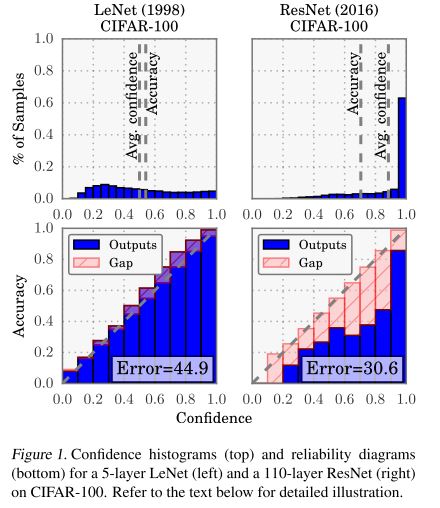 LeNet (1998)
CIFAR-100
ResNet (2016)
CIFAR-100
% of Samples
1.0
0.8
0.6
0.4
0.2
0.0
Avg. confidence
Accuracy
Accuracy
Avg. confidence
0.0 0.2 0.4 0.6 0.8 1.0
0.0 0.2 0.4 0.6 0.8 1.0
Accuracy
1.0
0.8
0.6
0.4
0.2
0.0
Outputs
Gap
Error=44.9
Outputs
Gap
Error=30.6
0.0 0.2 0.4 0.6 0.8 1.0
0.0 0.2 0.4 0.6 0.8 1.0
Confidence
Figure 1. Confidence histograms (top) and reliability diagrams
(bottom) for a 5-layer LeNet (left) and a 110-layer ResNet (right)
on CIFAR-100. Refer to the text below for detailed illustration.